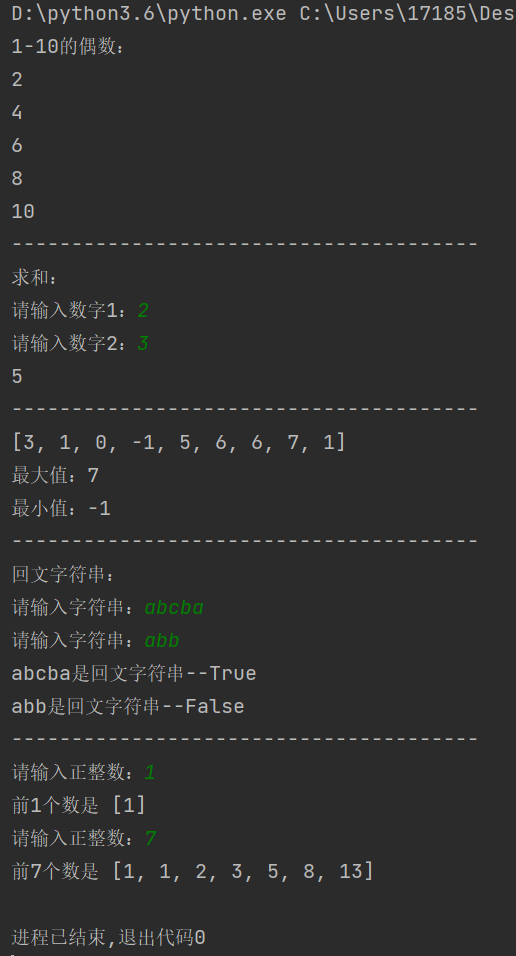 D:\python3.6\python.exe C:\Users\17185\Des
1-10的偶数：
2
4
6
8
10
---------------------------------------
求和：
请输入数字1：2
请输入数字2：3
5
---------------------------------------
[3, 1, 0, -1, 5, 6, 6, 7, 1]
最大值：7
最小值：-1
---------------------------------------
回文字符串：
请输入字符串：abcba
请输入字符串：abb
abcba是回文字符串--True
abb是回文字符串--False
---------------------------------------
请输入正整数：1
前1个数是 [1]
请输入正整数：7
前7个数是 [1, 1, 2, 3, 5, 8, 13]
进程已结束,退出代码0